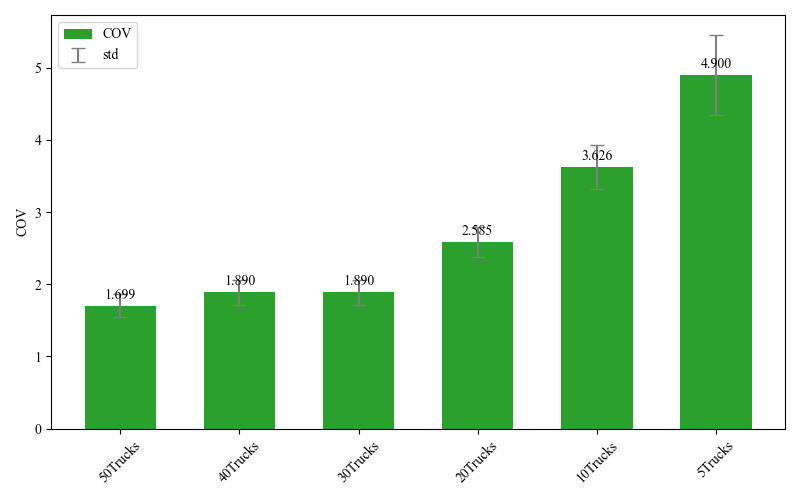 COV
std
COV
5
4
3
2
1
0
1.699
1.890
1.890
2.585
3.626
4.900
50Trucks
40Trucks
30Trucks
20Trucks
10Trucks
5Trucks